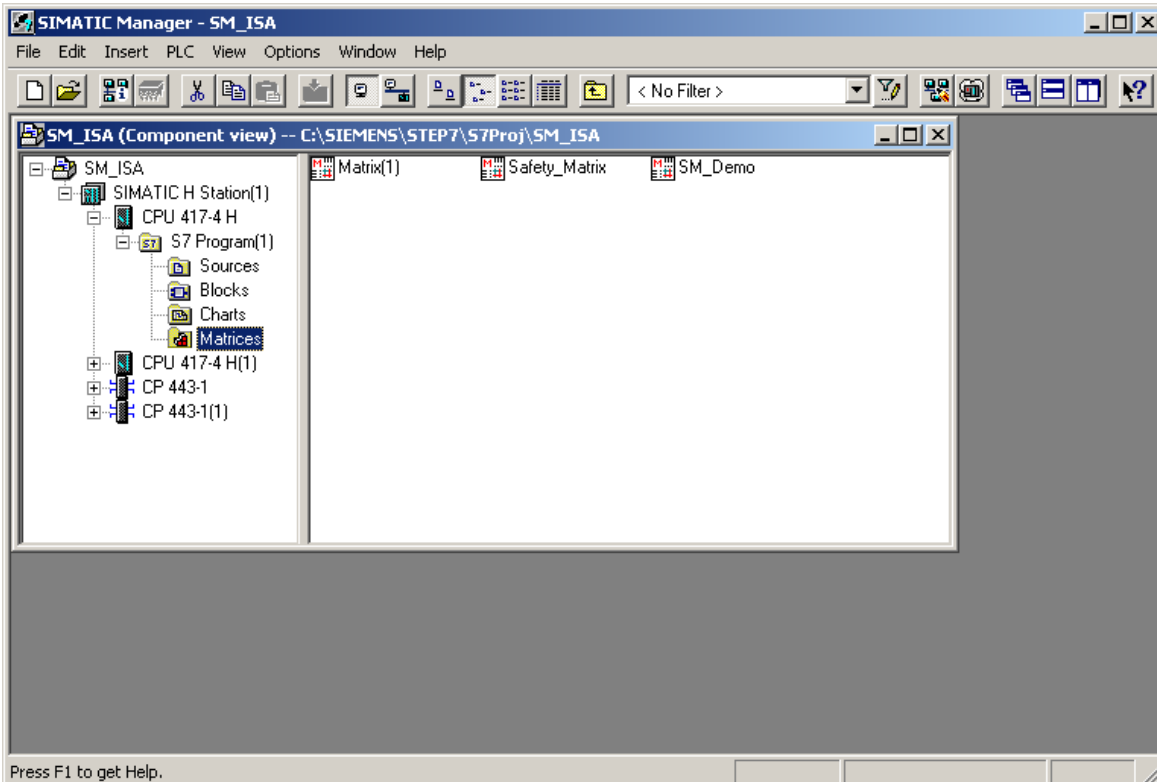 SIMATIC Manager - SM_ISA
File Edit Insert PLC View Options Window Help
< No Filter >
SM_ISA (Component view) -- C:\SIEMENS\STEP7\S7Proj\SM_ISA
SM_ISA
SIMATIC H Station(1)
CPU 417-4 H
S7 Program(1)
Sources
Blocks
Charts
Matrices
CPU 417-4 H(1)
CP 443-1
CP 443-1(1)
Matrix(1) Safety_Matrix SM_Demo
Press F1 to get Help.